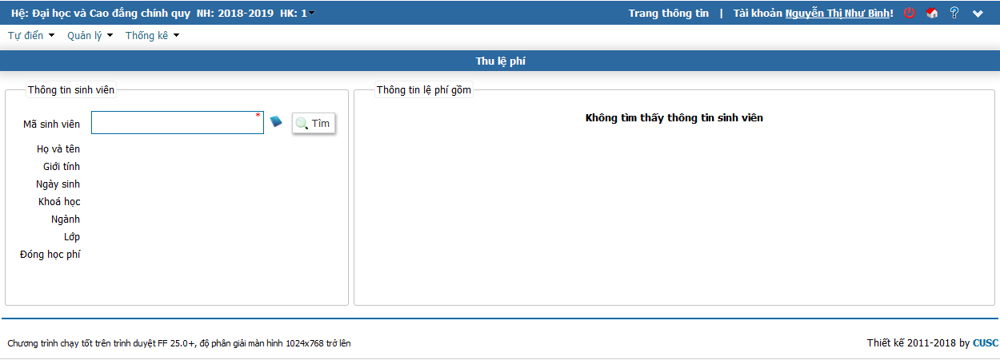 Hệ: Đại học và Cao đẳng chính quy NH: 2018-2019 HK: 1
Trang thông tin | Tài khoản Nguyễn Thị Như Bình!
Tự điển Quản lý Thống kê
Thu lệ phí
Thông tin sinh viên
Mã sinh viên * Tìm
Họ và tên
Giới tính
Ngày sinh
Khoá học
Ngành
Lớp
Đóng học phí
Thông tin lệ phí gồm
Không tìm thấy thông tin sinh viên
Chương trình chạy tốt trên trình duyệt FF 25.0+, độ phân giải màn hình 1024x768 trở lên
Thiết kế 2011-2018 by CUSC